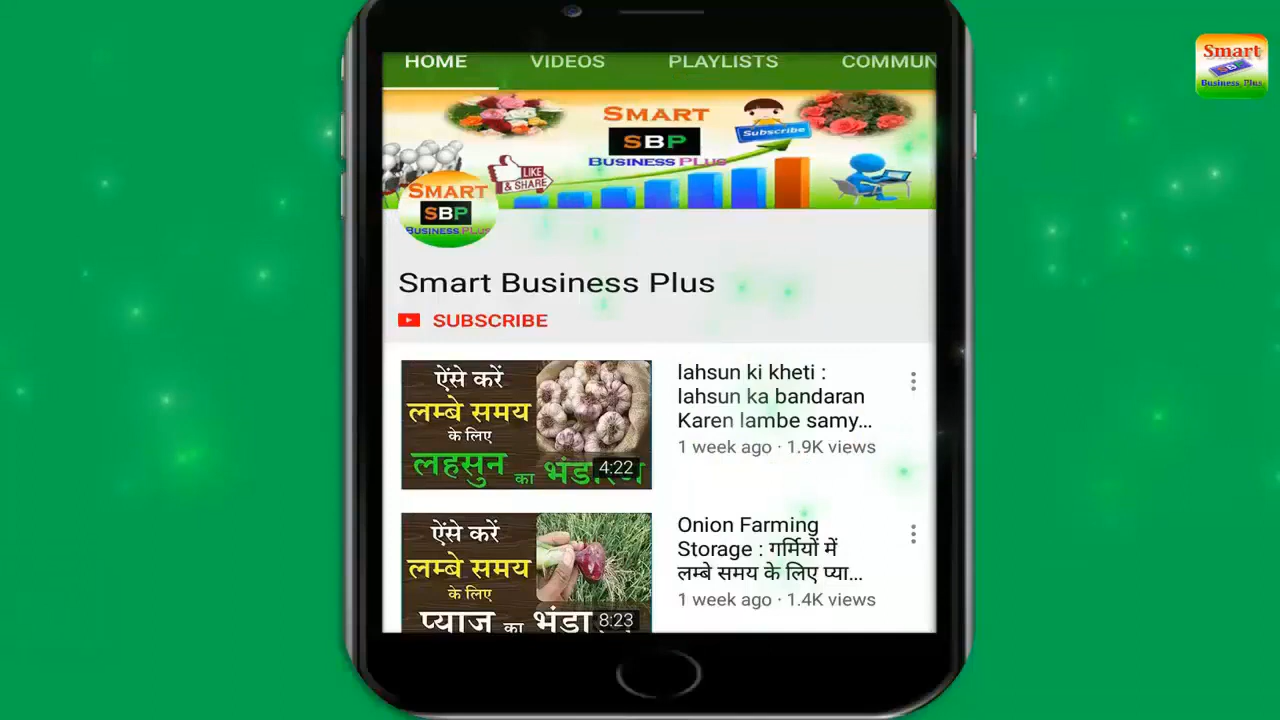 HOME VIDEOS PLAYLISTS COMMUN
SMART
SBP
BUSINESS PLUS
Subscribe
LIKE
& SHARE
SMART
SBP
BUSINESS PLUS
Smart Business Plus
SUBSCRIBE
ऐंसे करें
लम्बे समय
के लिए
लहसुन का भंडारण
4:22
lahsun ki kheti :
lahsun ka bandaran
Karen lambe samy...
1 week ago · 1.9K views
ऐंसे करें
लम्बे समय
के लिए
प्याज का
8:23
Onion Farming
Storage : गर्मियों में
लम्बे समय के लिए प्या...
1 week ago · 1.4K views
Smart
SBP
Business Plus